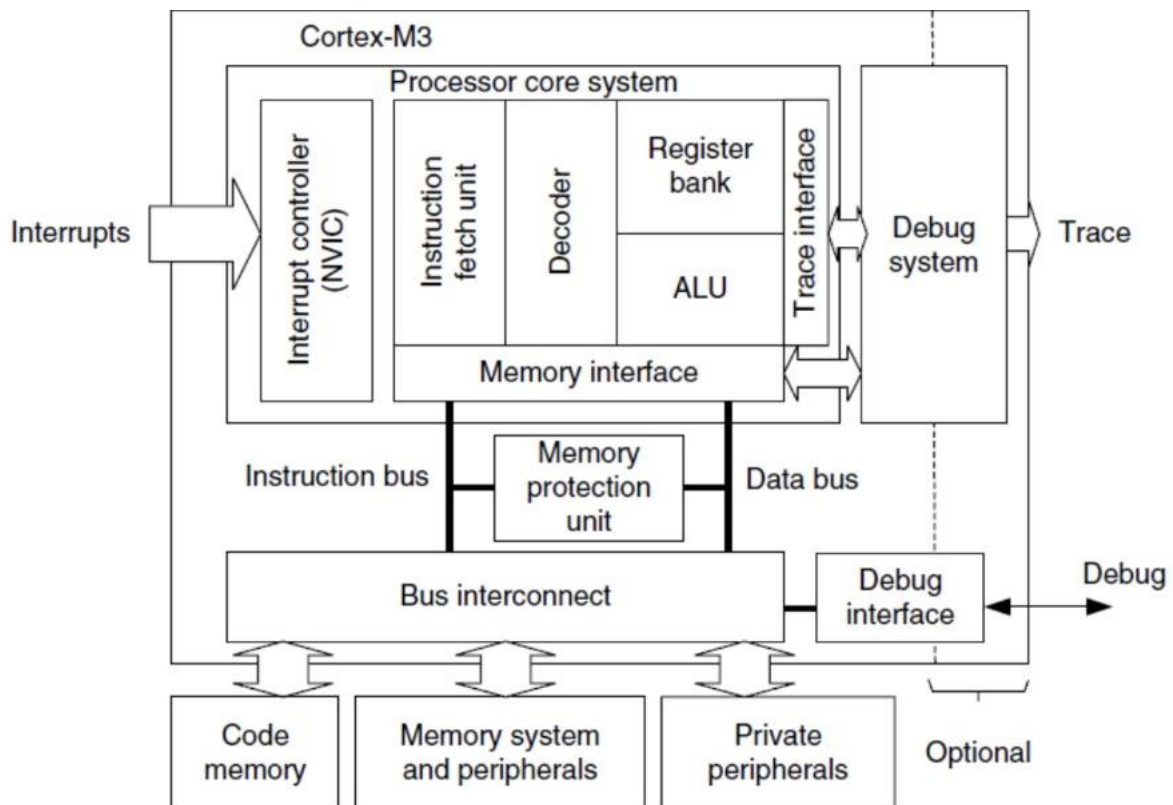 Cortex-M3
Processor core system
Interrupts
Interrupt controller
(NVIC)
Instruction
fetch unit
Decoder
Register
bank
ALU
Trace interface
Debug
system
Trace
Memory interface
Instruction bus
Memory
protection
unit
Data bus
Bus interconnect
Debug
interface
Debug
Code
memory
Memory system
and peripherals
Private
peripherals
Optional